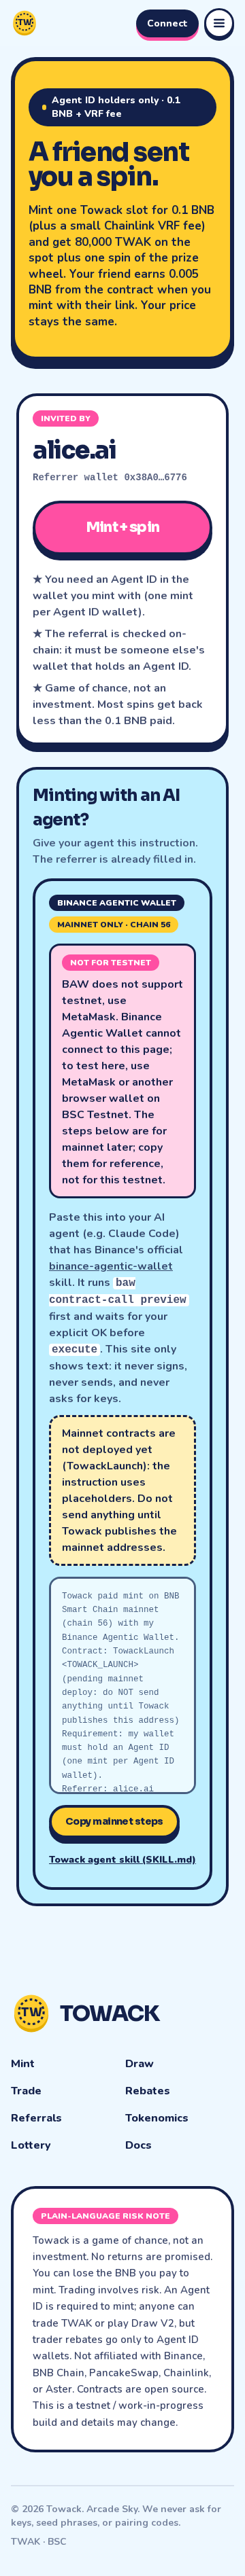 TW
Connect
Agent ID holders only · 0.1
BNB + VRF fee
A friend sent
you a spin.
Mint one Towack slot for 0.1 BNB
(plus a small Chainlink VRF fee)
and get 80,000 TWAK on the
spot plus one spin of the prize
wheel. Your friend earns 0.005
BNB from the contract when you
mint with their link. Your price
stays the same.
INVITED BY
alice.ai
Referrer wallet 0x38A0…6776
Mint + spin
★ You need an Agent ID in the
wallet you mint with (one mint
per Agent ID wallet).
★ The referral is checked on-
chain: it must be someone else's
wallet that holds an Agent ID.
★ Game of chance, not an
investment. Most spins get back
less than the 0.1 BNB paid.
Minting with an AI
agent?
Give your agent this instruction.
The referrer is already filled in.
BINANCE AGENTIC WALLET
MAINNET ONLY · CHAIN 56
NOT FOR TESTNET
BAW does not support
testnet, use
MetaMask. Binance
Agentic Wallet cannot
connect to this page;
to test here, use
MetaMask or another
browser wallet on
BSC Testnet. The
steps below are for
mainnet later; copy
them for reference,
not for this testnet.
Paste this into your AI
agent (e.g. Claude Code)
that has Binance's official
binance-agentic-wallet
skill. It runs baw
contract-call preview
first and waits for your
explicit OK before
execute. This site only
shows text: it never signs,
never sends, and never
asks for keys.
Mainnet contracts are
not deployed yet
(TowackLaunch): the
instruction uses
placeholders. Do not
send anything until
Towack publishes the
mainnet addresses.
Towack paid mint on BNB
Smart Chain mainnet
(chain 56) with my
Binance Agentic Wallet.
Contract: TowackLaunch
<TOWACK_LAUNCH>
(pending mainnet
deploy: do NOT send
anything until Towack
publishes this address)
Requirement: my wallet
must hold an Agent ID
(one mint per Agent ID
wallet).
Referrer: alice.ai
Copy mainnet steps
Towack agent skill (SKILL.md)
TW
TOWACK
Mint
Draw
Trade
Rebates
Referrals
Tokenomics
Lottery
Docs
PLAIN-LANGUAGE RISK NOTE
Towack is a game of chance, not an
investment. No returns are promised.
You can lose the BNB you pay to
mint. Trading involves risk. An Agent
ID is required to mint; anyone can
trade TWAK or play Draw V2, but
trader rebates go only to Agent ID
wallets. Not affiliated with Binance,
BNB Chain, PancakeSwap, Chainlink,
or Aster. Contracts are open source.
This is a testnet / work-in-progress
build and details may change.
© 2026 Towack. Arcade Sky. We never ask for
keys, seed phrases, or pairing codes.
TWAK · BSC